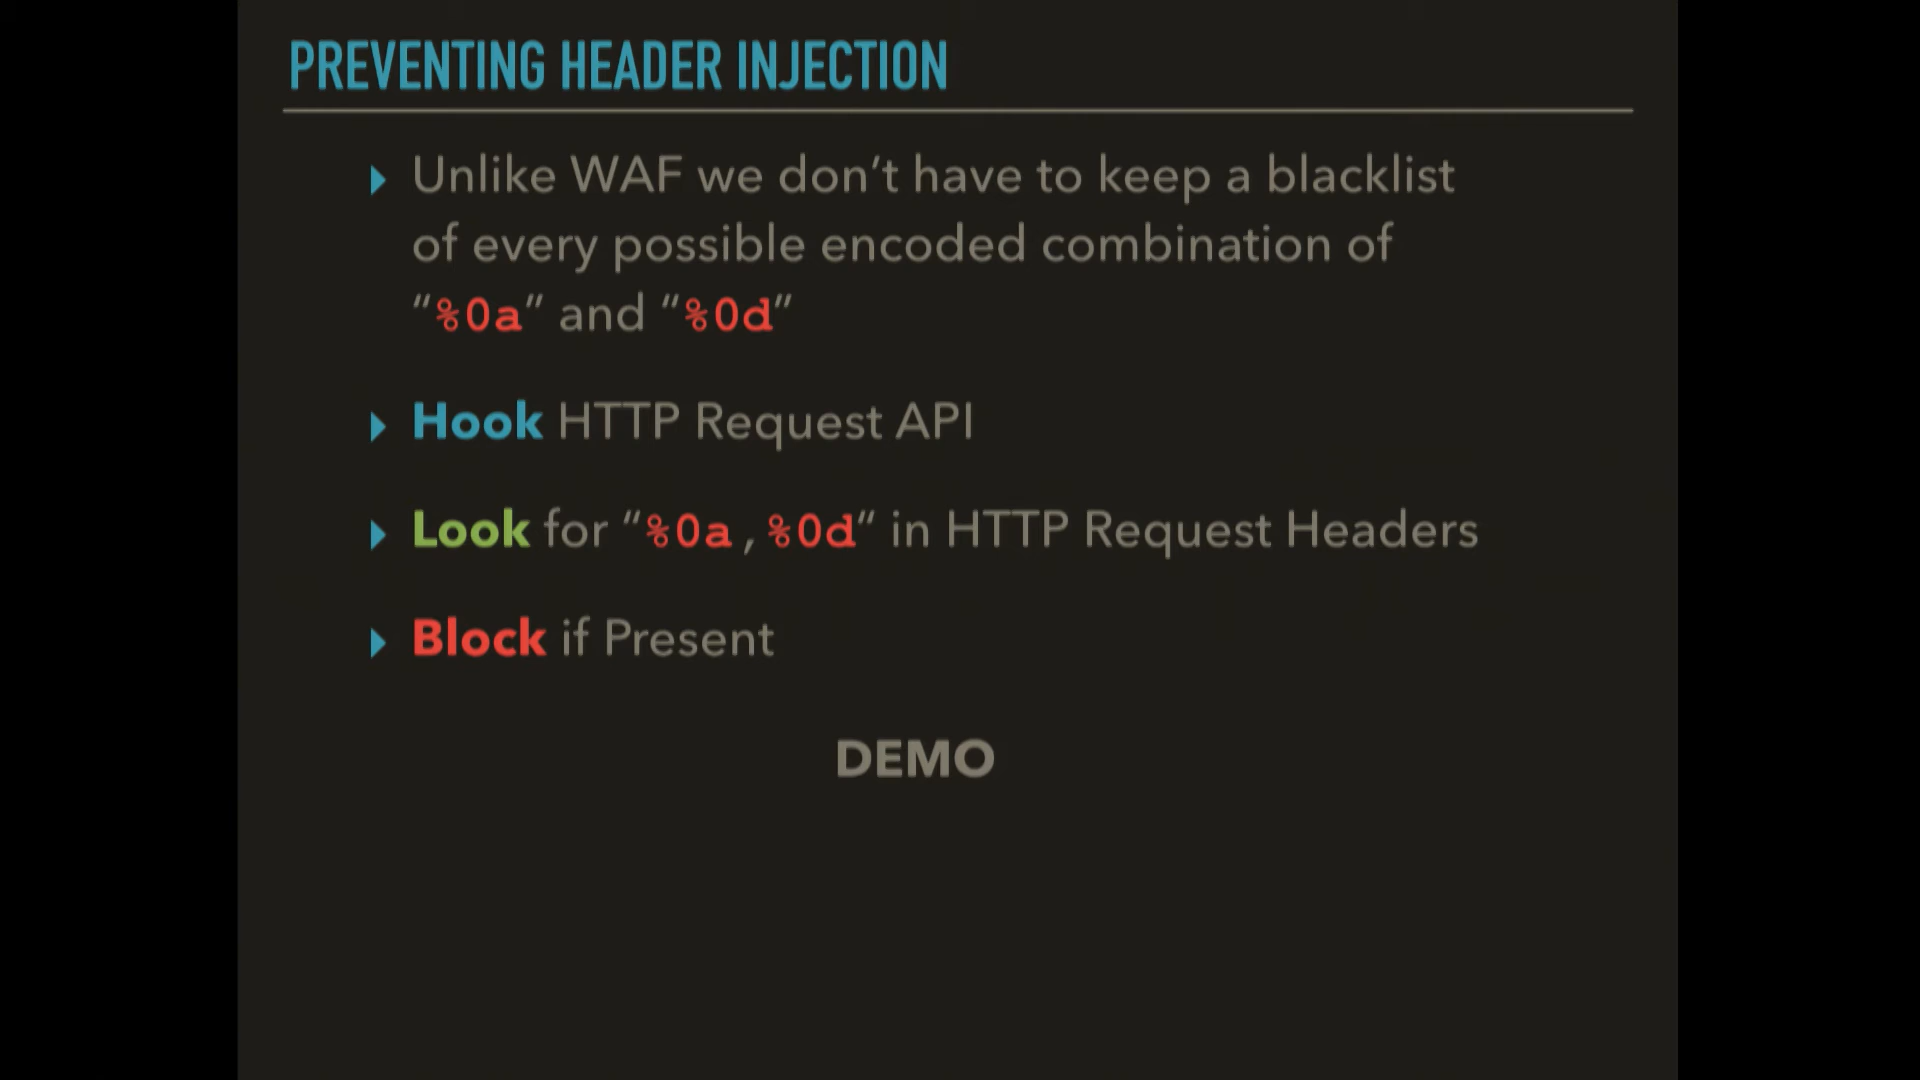 PREVENTING HEADER INJECTION
Unlike WAF we don’t have to keep a blacklist
of every possible encoded combination of
“%0a” and “%0d”
Hook HTTP Request API
Look for “%0a,%0d” in HTTP Request Headers
Block if Present
DEMO